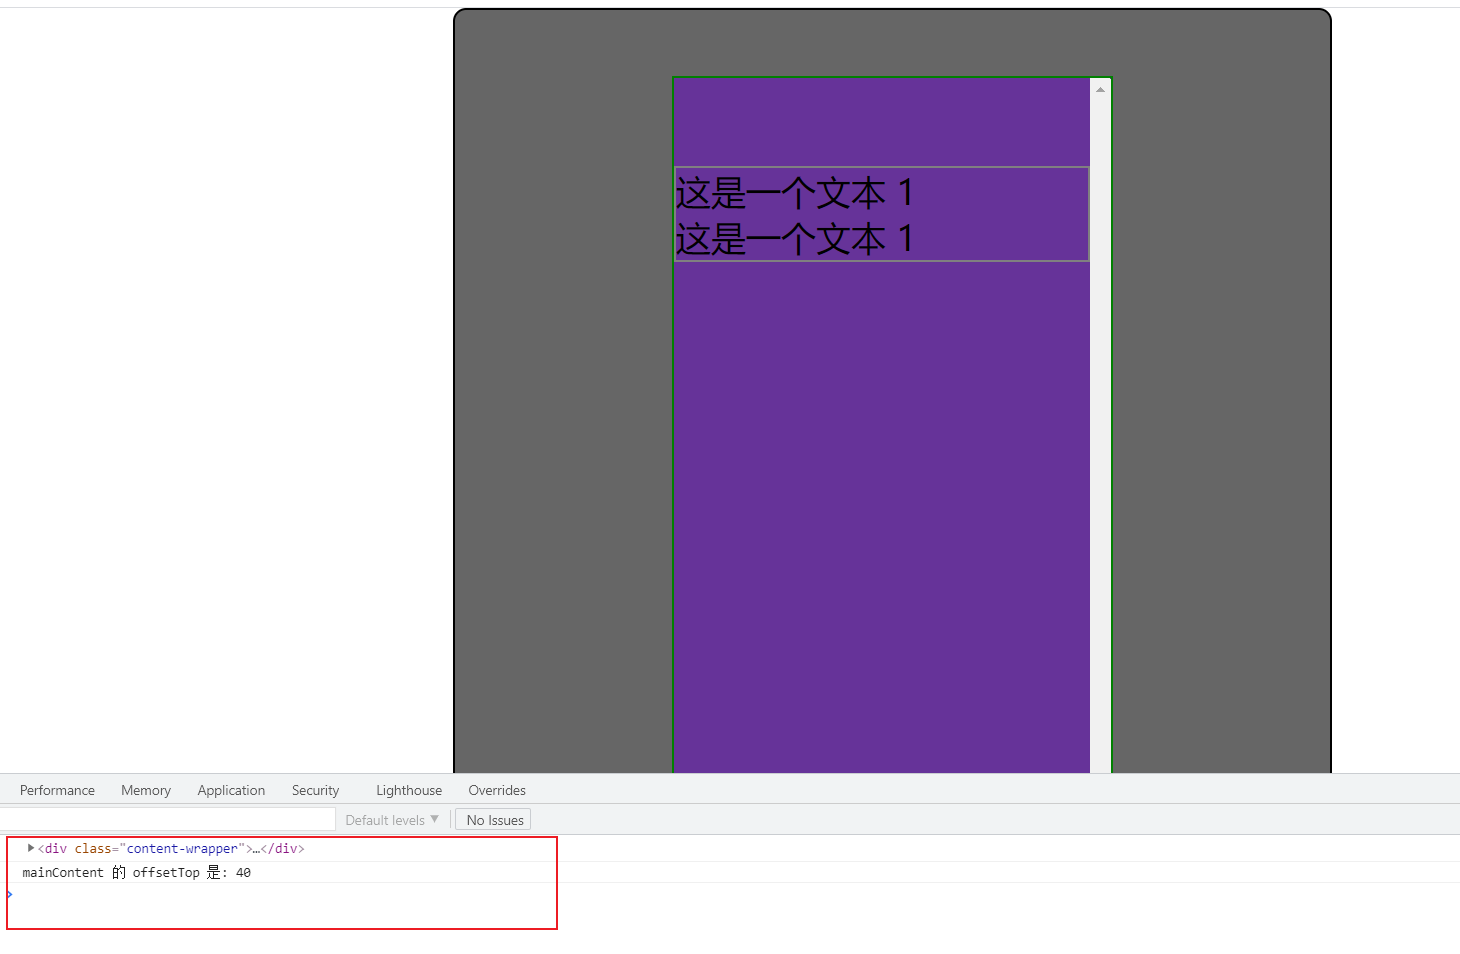 这是一个文本 1
这是一个文本 1
Performance Memory Application Security Lighthouse Overrides
Default levels ▼ No Issues
▶<div class="content-wrapper">…</div>
mainContent 的 offsetTop 是: 40